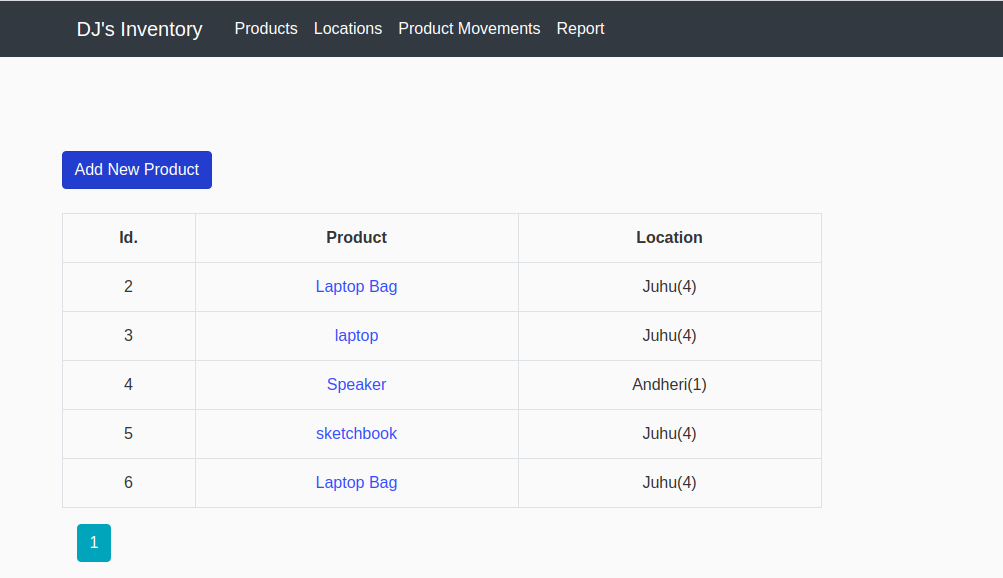 DJ's Inventory Products Locations Product Movements Report
Add New Product
Id. Product Location
2 Laptop Bag Juhu(4)
3 laptop Juhu(4)
4 Speaker Andheri(1)
5 sketchbook Juhu(4)
6 Laptop Bag Juhu(4)
1